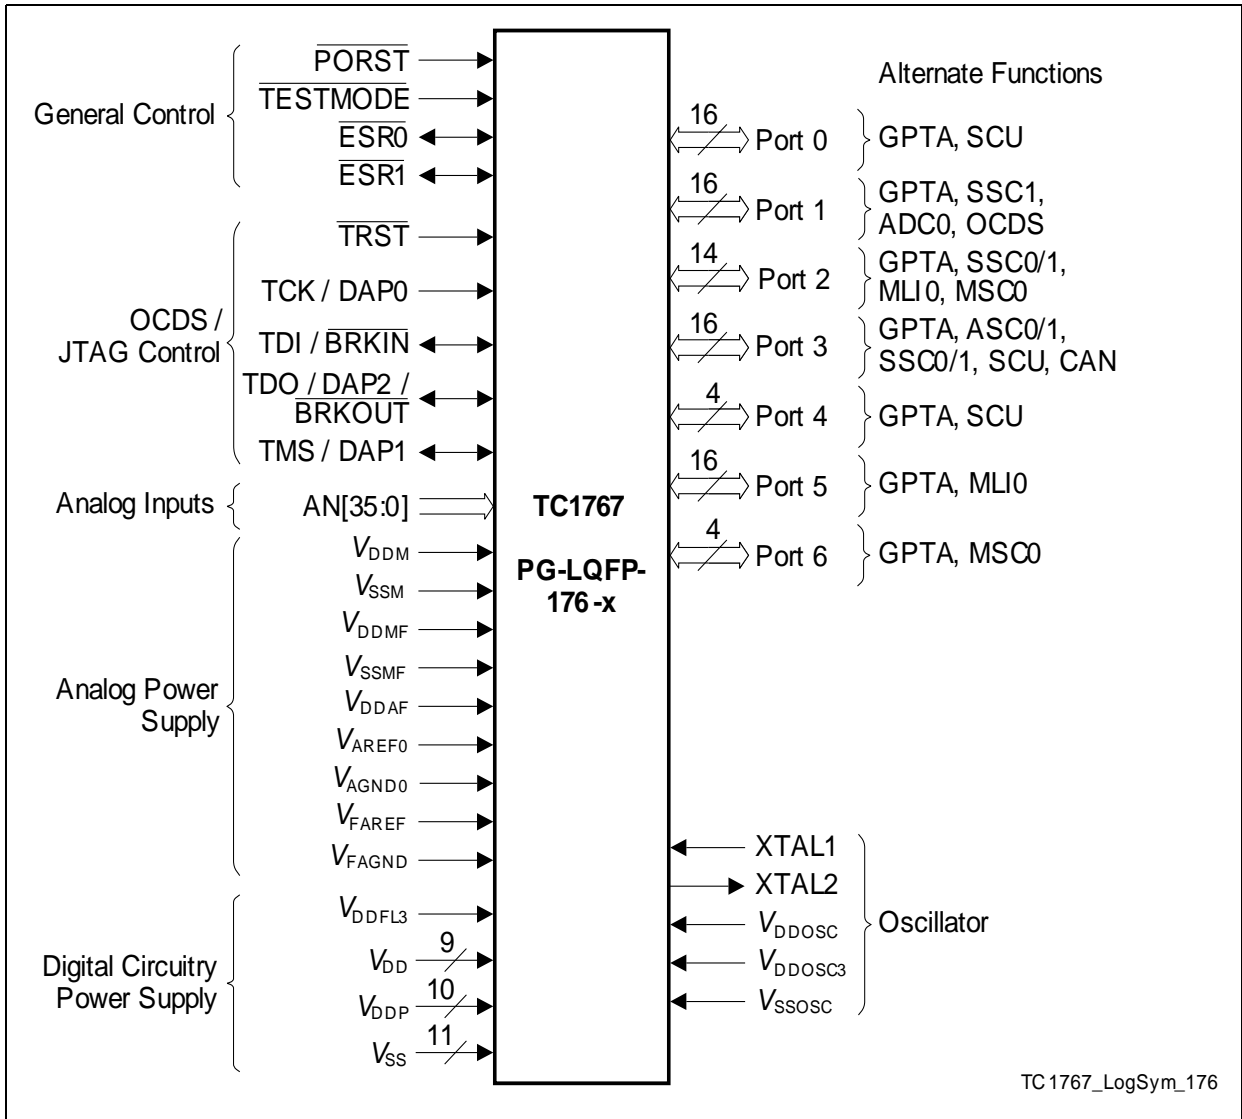 General Control
PORST
TESTMODE
ESR0
ESR1
OCDS /
JTAG Control
TRST
TCK / DAP0
TDI / BRKIN
TDO / DAP2 /
BRKOUT
TMS / DAP1
Analog Inputs
AN[35:0]
Analog Power
Supply
VDDM
VSSM
VDDMF
VSSMF
VDDAF
VAREF0
VAGND0
VFAREF
VFAGND
Digital Circuitry
Power Supply
VDDFL3
VDD
9
VDDP
10
VSS
11
TC1767
PG-LQFP-
176-x
Alternate Functions
16
Port 0
GPTA, SCU
16
Port 1
GPTA, SSC1,
ADC0, OCDS
14
Port 2
GPTA, SSC0/1,
MLI0, MSC0
16
Port 3
GPTA, ASC0/1,
SSC0/1, SCU, CAN
4
Port 4
GPTA, SCU
16
Port 5
GPTA, MLI0
4
Port 6
GPTA, MSC0
XTAL1
XTAL2
VDDOSC
VDDOSC3
VSSOSC
Oscillator
TC1767_LogSym_176